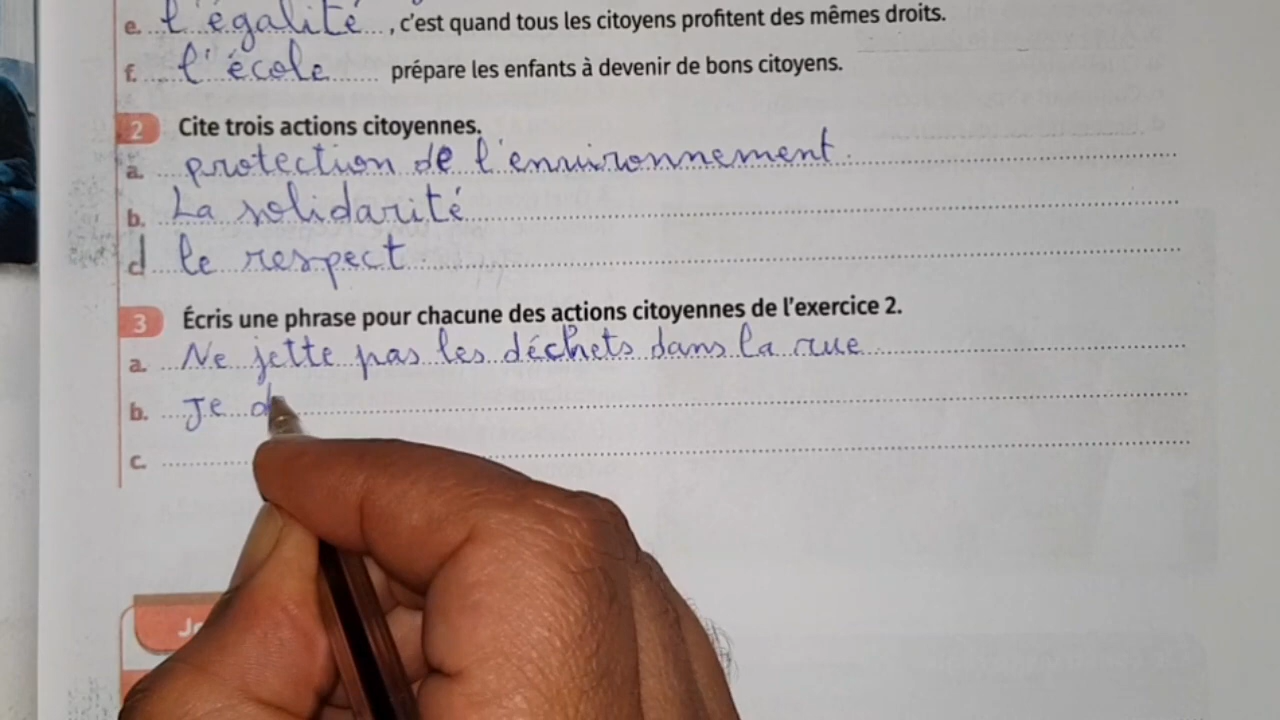 e. L'égalité, c'est quand tous les citoyens profitent des mêmes droits.
f. l'école prépare les enfants à devenir de bons citoyens.
2 Cite trois actions citoyennes.
a. protection de l'environnement.
b. La solidarité
d le respect
3 Écris une phrase pour chacune des actions citoyennes de l'exercice 2.
a. Ne jette pas les déchets dans la rue
b. Je d
c.